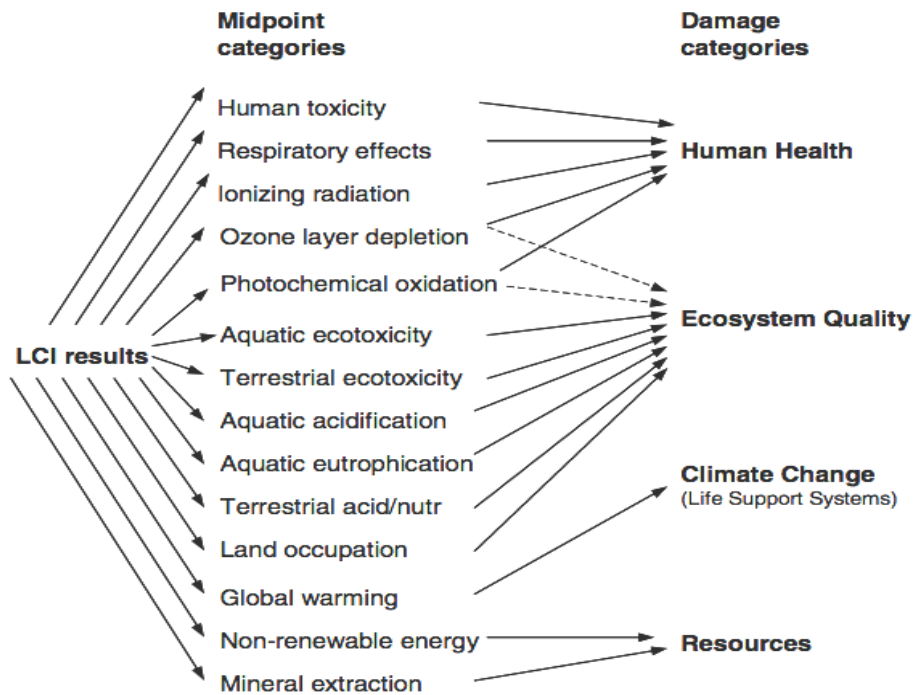 Midpoint
categories
Human toxicity
Respiratory effects
Ionizing radiation
Ozone layer depletion
Photochemical oxidation
LCI results
Aquatic ecotoxicity
Terrestrial ecotoxicity
Aquatic acidification
Aquatic eutrophication
Terrestrial acid/nutr
Land occupation
Global warming
Non-renewable energy
Mineral extraction
Damage
categories
Human Health
Ecosystem Quality
Climate Change
(Life Support Systems)
Resources